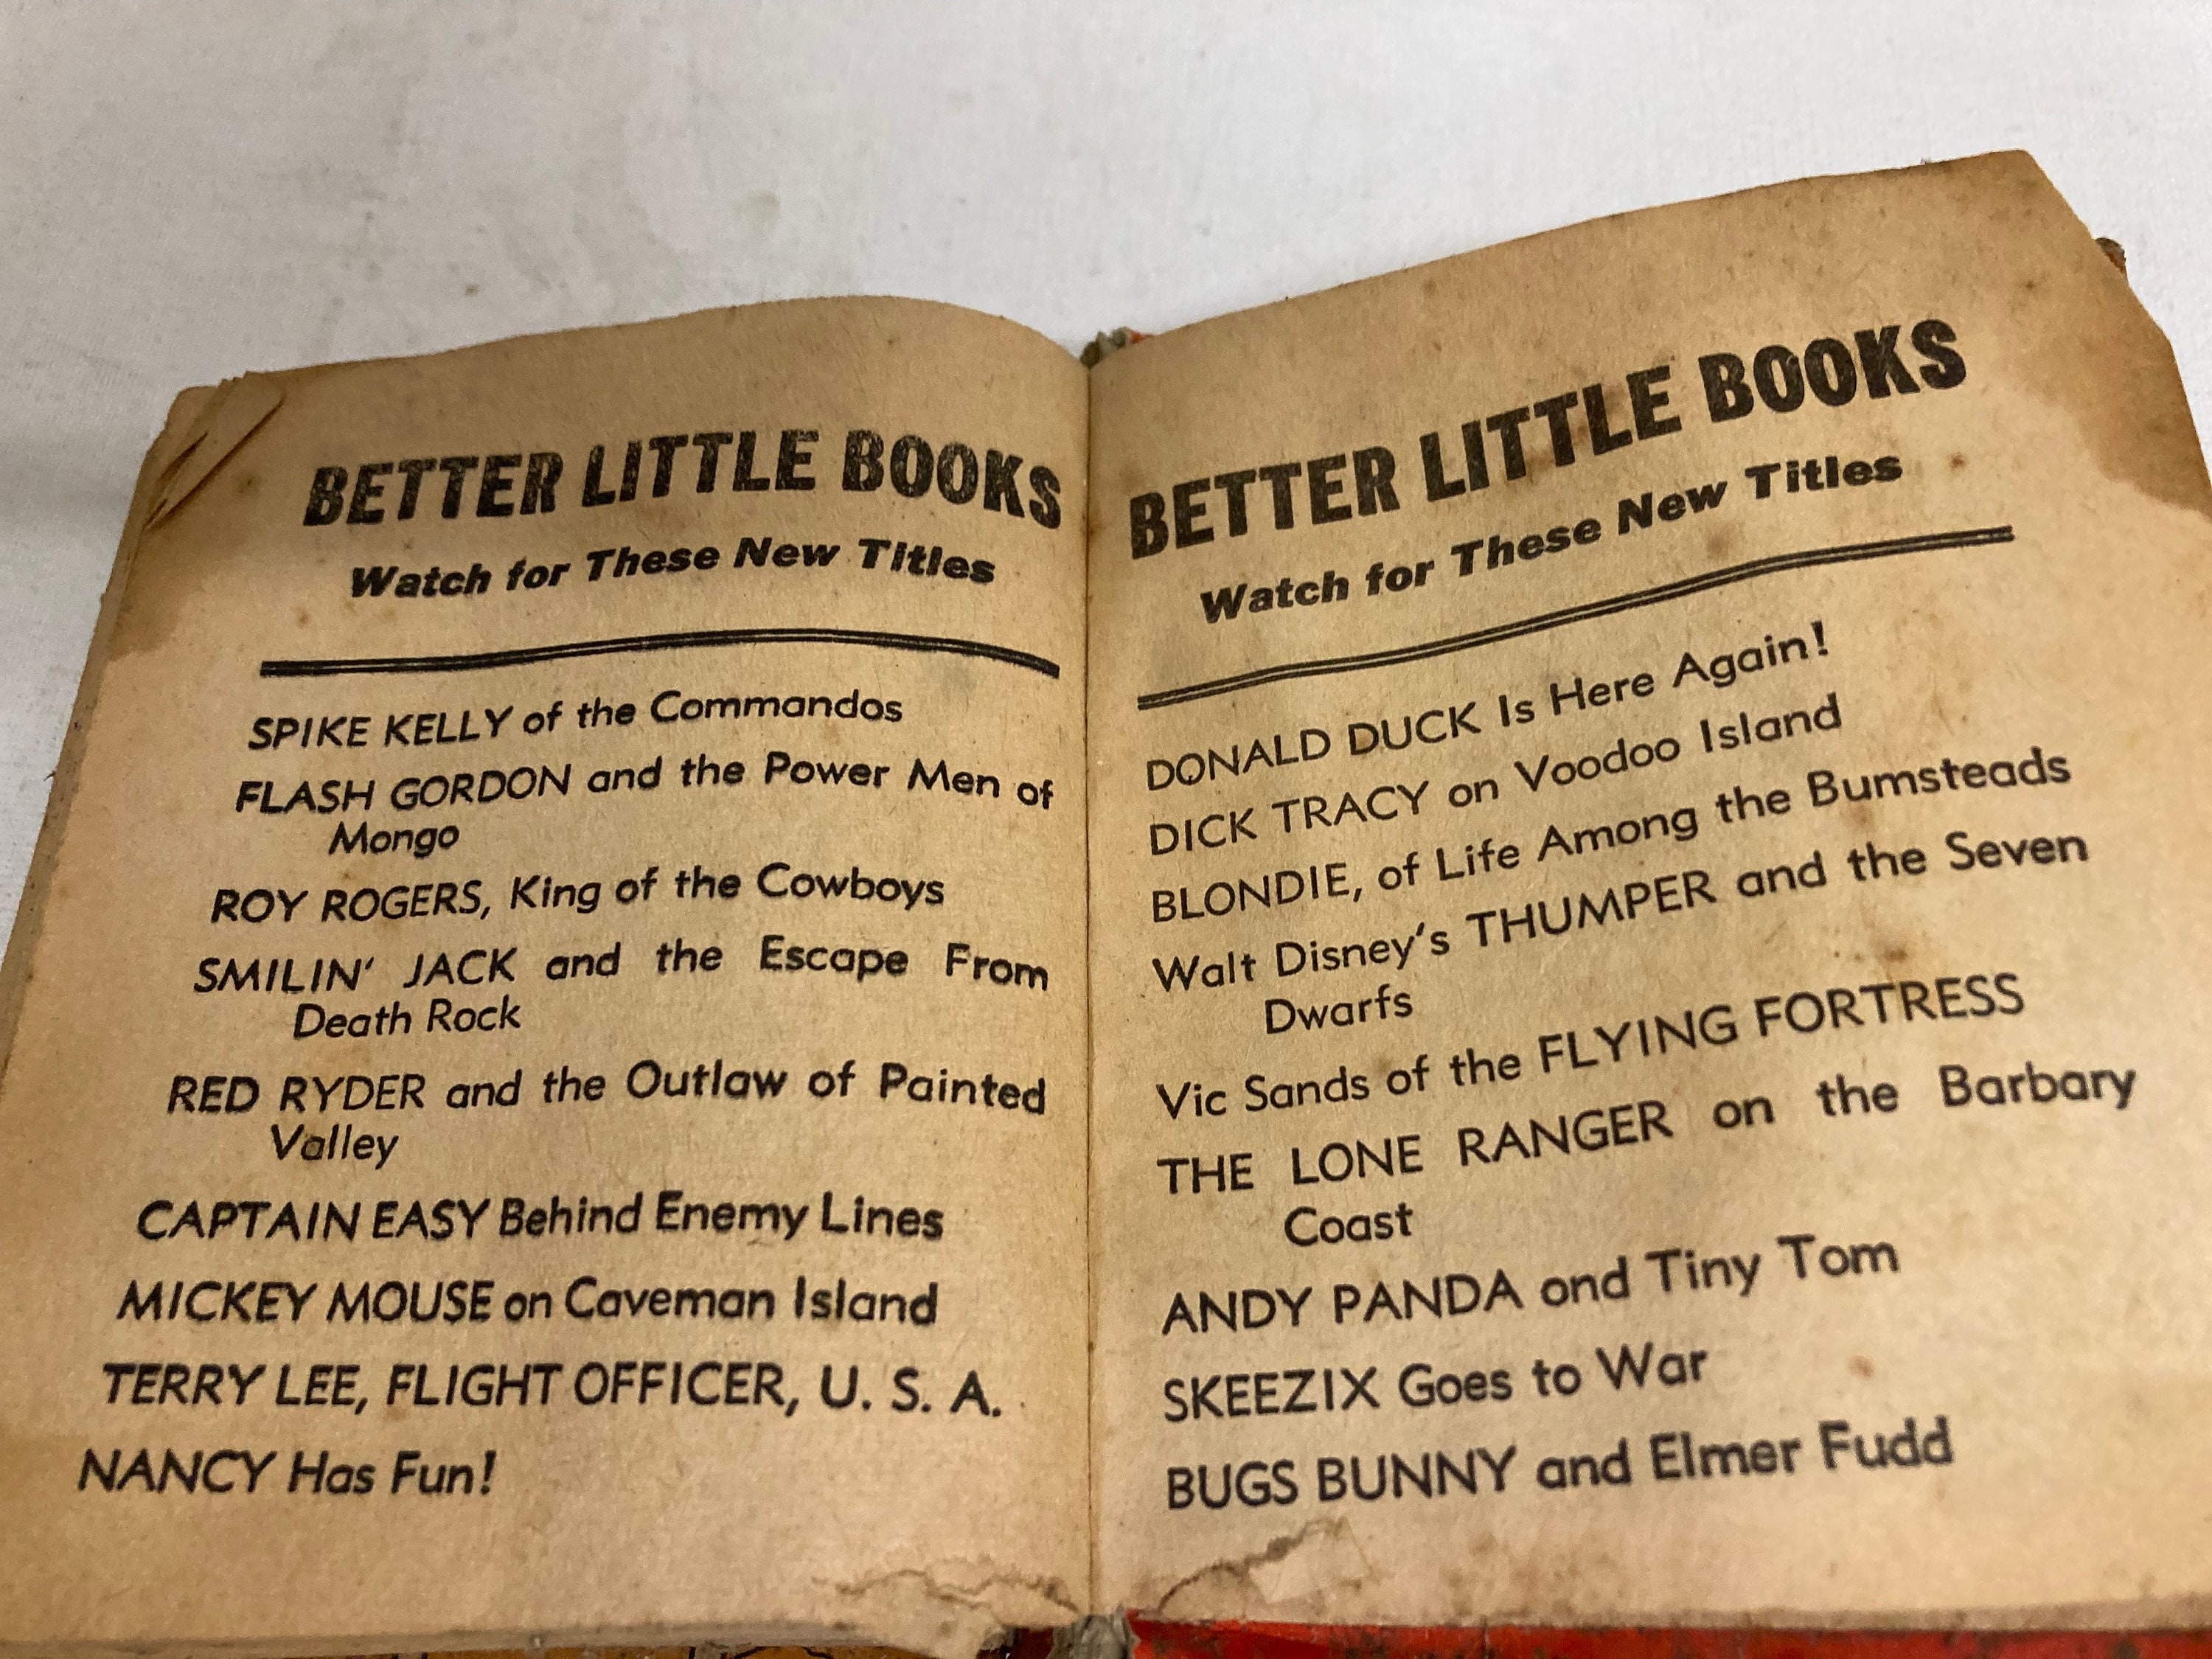 BETTER LITTLE BOOKS
Watch for These New Titles
SPIKE KELLY of the Commandos
FLASH GORDON and the Power Men of
Mongo
ROY ROGERS, King of the Cowboys
SMILIN' JACK and the Escape From
Death Rock
RED RYDER and the Outlaw of Painted
Valley
CAPTAIN EASY Behind Enemy Lines
MICKEY MOUSE on Caveman Island
TERRY LEE, FLIGHT OFFICER, U. S. A.
NANCY Has Fun!
BETTER LITTLE BOOKS
Watch for These New Titles
DONALD DUCK Is Here Again!
DICK TRACY on Voodoo Island
BLONDIE, of Life Among the Bumsteads
Walt Disney's THUMPER and the Seven
Dwarfs
Vic Sands of the FLYING FORTRESS
THE LONE RANGER on the Barbary
Coast
ANDY PANDA and Tiny Tom
SKEEZIX Goes to War
BUGS BUNNY and Elmer Fudd